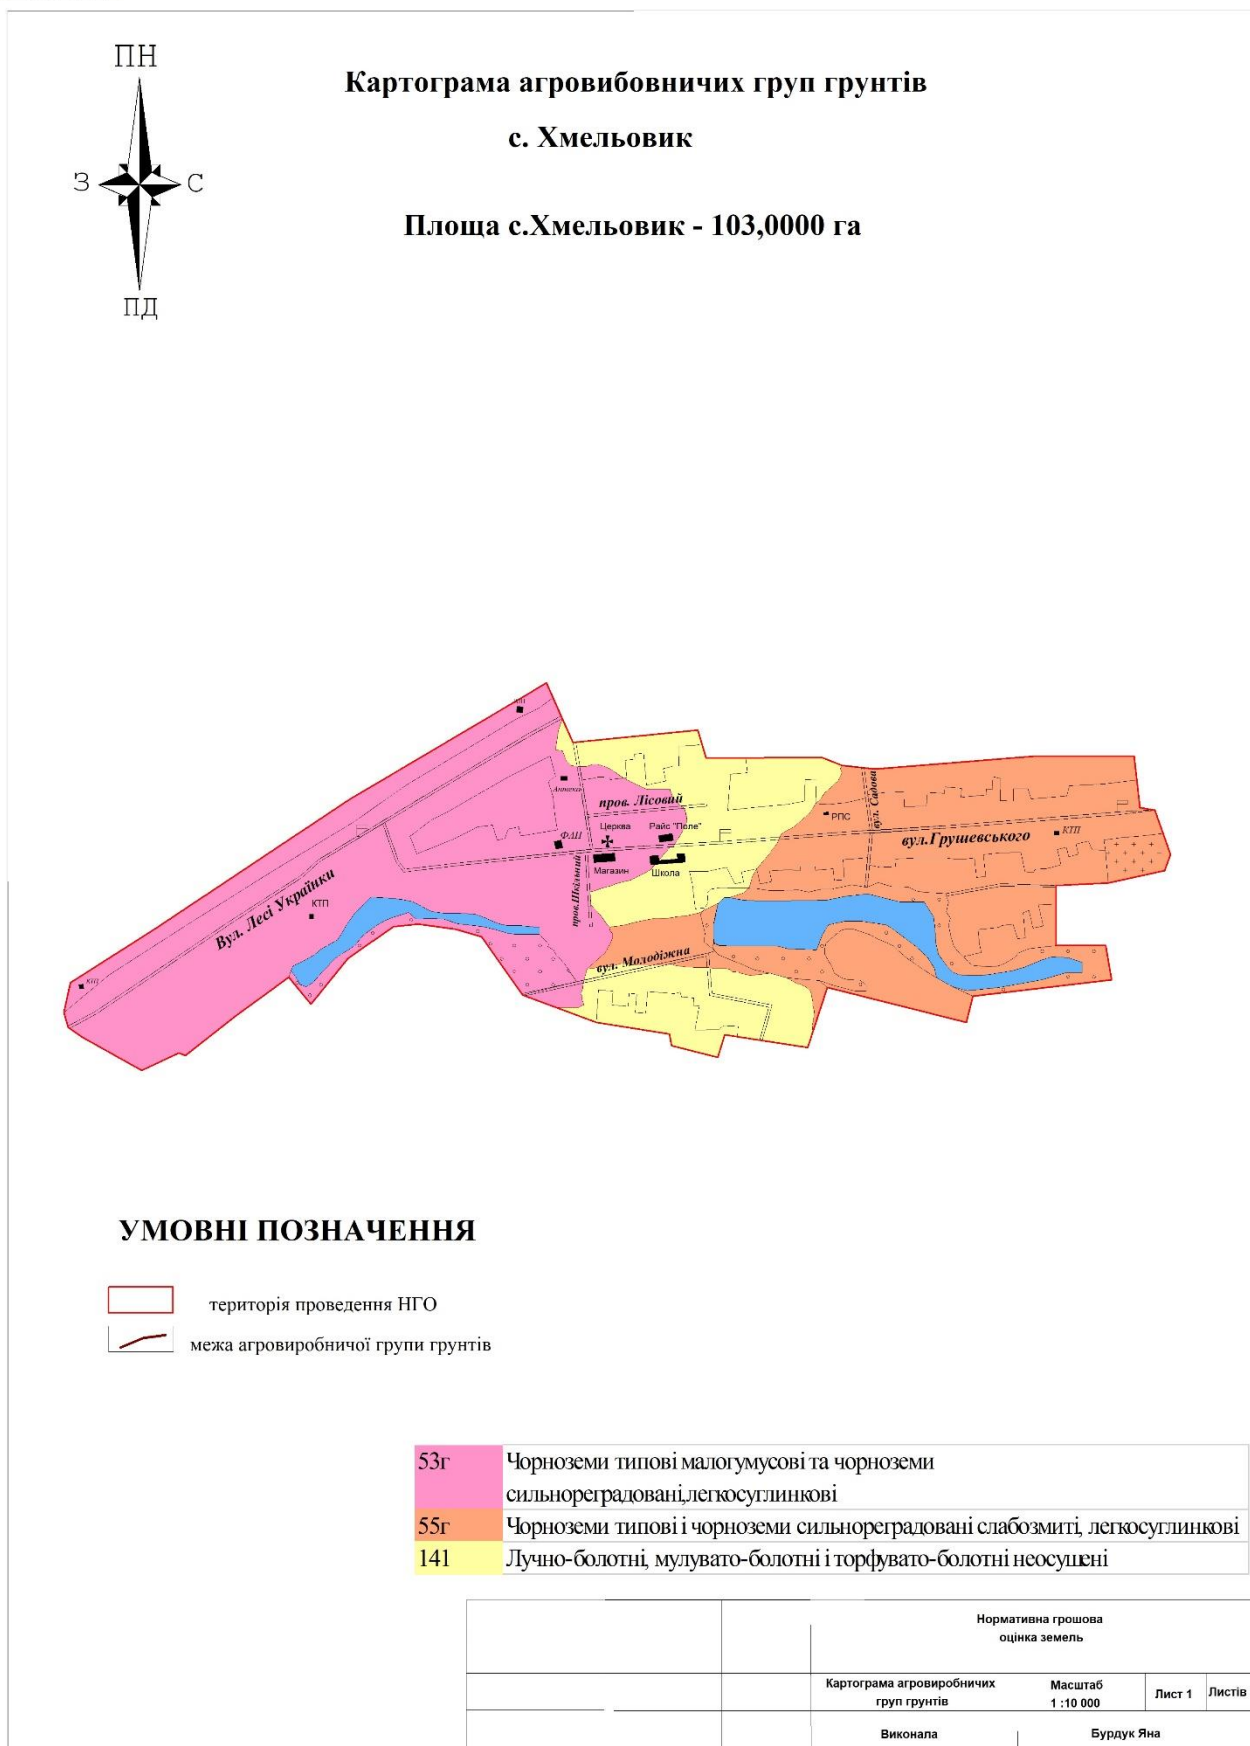 ПН
З
С
ПД
Картограма агровибовничих груп грунтів
с. Хмельовик
Площа с.Хмельовик - 103,0000 га
пров. Лісовий
Церква
Райс "Поле"
ФАП
Магазин
Школа
пров.Шкільний
РПС
вул. Садова
вул.Грушевського
КТП
Вул. Лесі Українки
КТП
вул. Молодіжна
КТП
УМОВНІ ПОЗНАЧЕННЯ
територія проведення НГО
межа агровиробничої групи грунтів
53г Чорноземи типові малогумусові та чорноземи
сильнореградовані,легкосуглинкові
55г Чорноземи типові і чорноземи сильнореградовані слабозмиті, легкосуглинкові
141 Лучно-болотні, мулувато-болотні і торфувато-болотні неосушені
Нормативна грошова
оцінка земель
Картограма агровиробничих
груп грунтів
Масштаб
1 :10 000
Лист 1
Листів
Виконала
Бурдук Яна